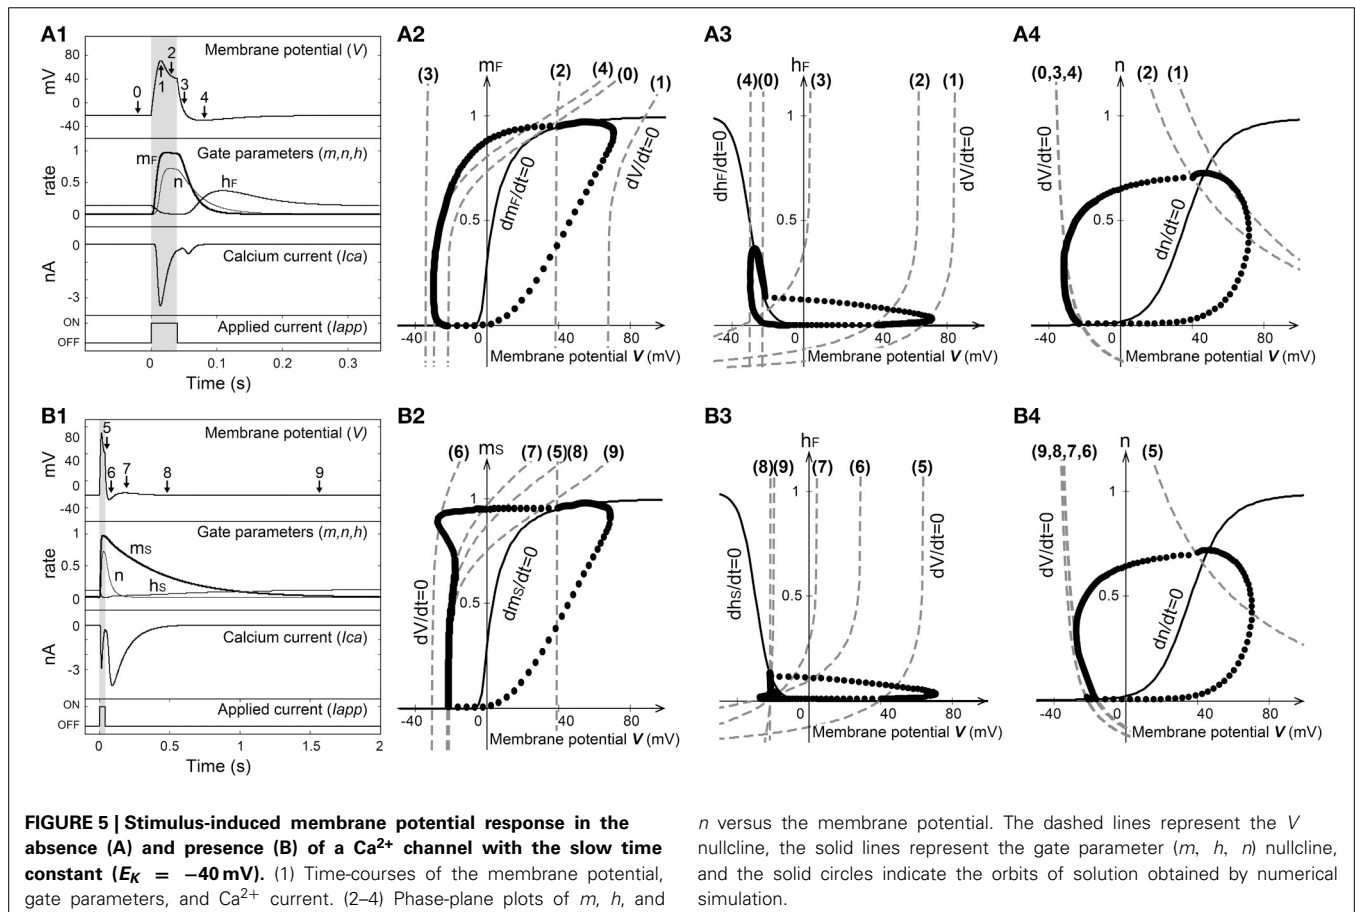 A1
Membrane potential (V)
mV
80
40
0
-40
0
1
2
3
4
Gate parameters (m,n,h)
rate
1
0.5
0
mF
n
hF
Calcium current (Ica)
nA
0
-3
Applied current (Iapp)
ON
OFF
0 0.1 0.2 0.3
Time (s)
A2
mF
(3) (2) (4) (0) (1)
1
0.5
dmF/dt=0
dV/dt=0
-40 0 40 80
Membrane potential V (mV)
A3
hF
(4) (0) (3) (2) (1)
1
0.5
dhF/dt=0
dV/dt=0
-40 0 40 80
Membrane potential V (mV)
A4
n
(0,3,4) (2) (1)
1
0.5
dn/dt=0
-40 0 40 80
Membrane potential V (mV)
B1
Membrane potential (V)
mV
80
40
0
-40
5
6
7
8
9
Gate parameters (m,n,h)
rate
1
0.5
0
mS
n
hS
Calcium current (Ica)
nA
0
-3
Applied current (Iapp)
ON
OFF
0 0.5 1 1.5 2
Time (s)
B2
mS
(6) (7) (5)(8) (9)
1
0.5
dV/dt=0
dmS/dt=0
-40 0 40 80
Membrane potential V (mV)
B3
hF
(8)(9) (7) (6) (5)
1
0.5
dhS/dt=0
dV/dt=0
0 40 80
Membrane potential V (mV)
B4
n
(9,8,7,6) (5)
1
0.5
dV/dt=0
dn/dt=0
-40 0 40 80
Membrane potential V (mV)
FIGURE 5 | Stimulus-induced membrane potential response in the
absence (A) and presence (B) of a Ca2+ channel with the slow time
constant (EK = −40 mV). (1) Time-courses of the membrane potential,
gate parameters, and Ca2+ current. (2–4) Phase-plane plots of m, h, and
n versus the membrane potential. The dashed lines represent the V
nullcline, the solid lines represent the gate parameter (m, h, n) nullcline,
and the solid circles indicate the orbits of solution obtained by numerical
simulation.